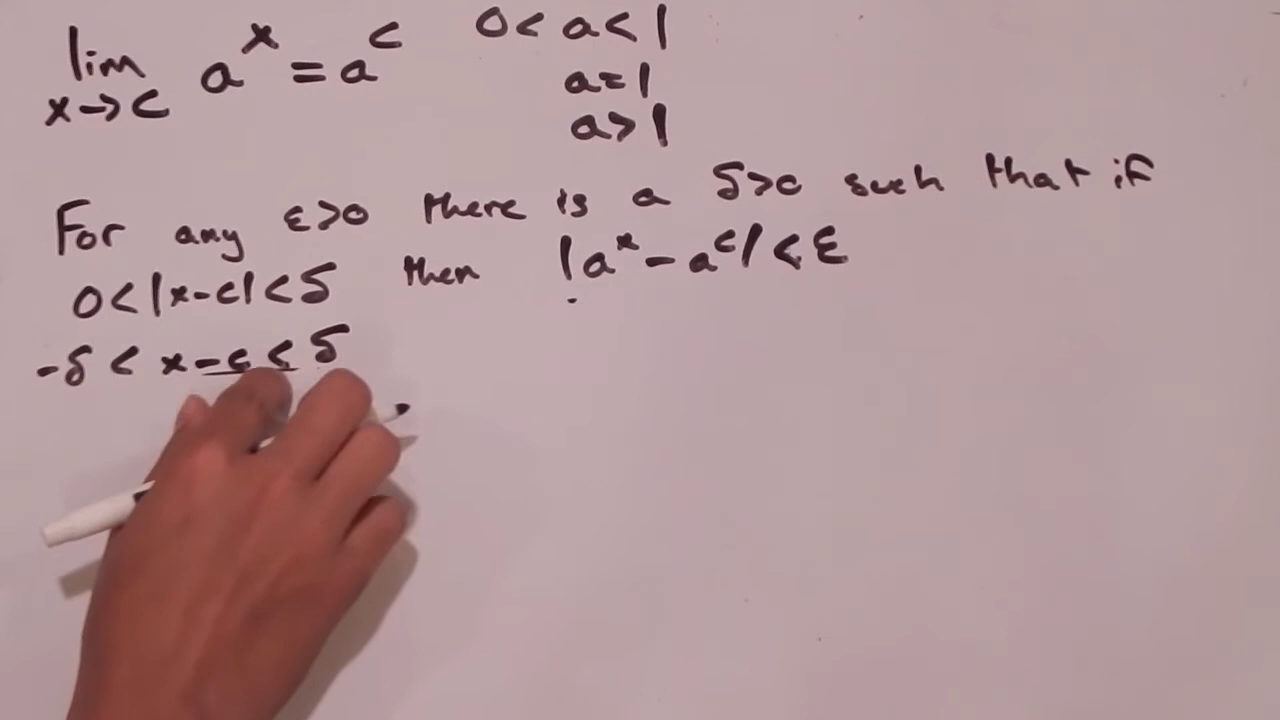 lim x→c a^x = a^c 0 < a < 1
a = 1
a > 1
For any ε>0 there is a δ>0 such that if
0 < |x-c| < δ then |a^x - a^c| < ε
-δ < x - c < δ